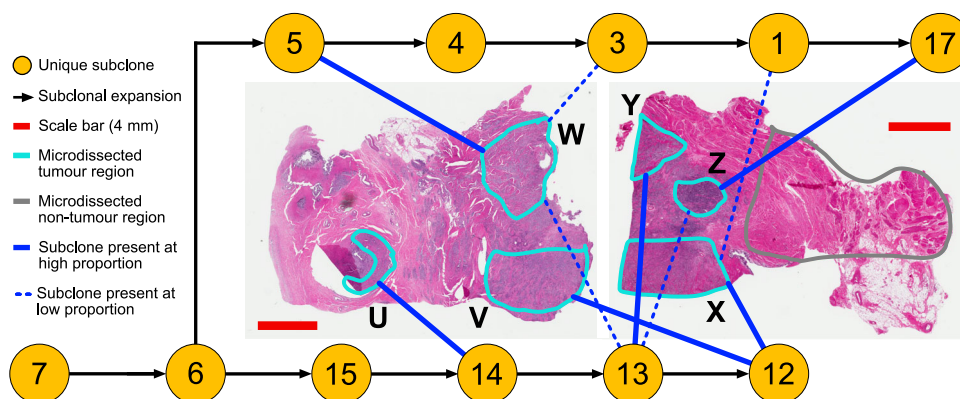 5
4
3
1
17
Unique subclone
Subclonal expansion
Scale bar (4 mm)
Microdissected
tumour region
Microdissected
non-tumour region
Subclone present at
high proportion
Subclone present at
low proportion
W
Y
Z
U
V
X
7
6
15
14
13
12